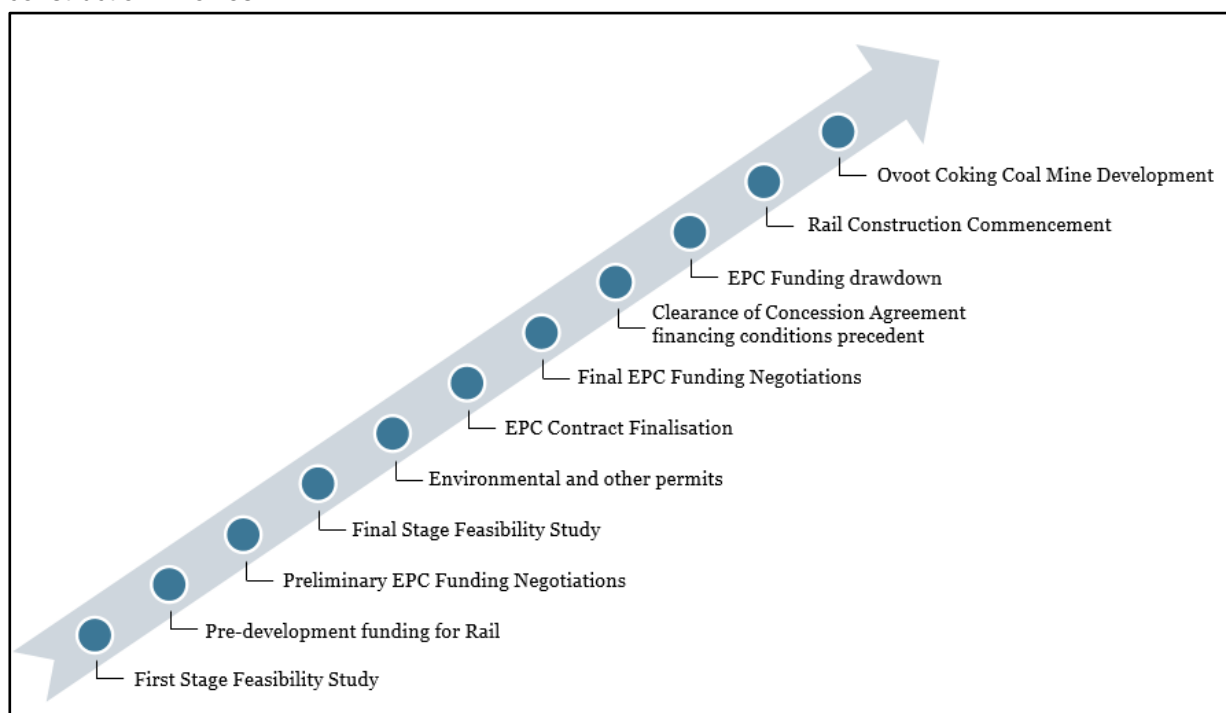 Ovoot Coking Coal Mine Development
Rail Construction Commencement
EPC Funding drawdown
Clearance of Concession Agreement
financing conditions precedent
Final EPC Funding Negotiations
EPC Contract Finalisation
Environmental and other permits
Final Stage Feasibility Study
Preliminary EPC Funding Negotiations
Pre-development funding for Rail
First Stage Feasibility Study